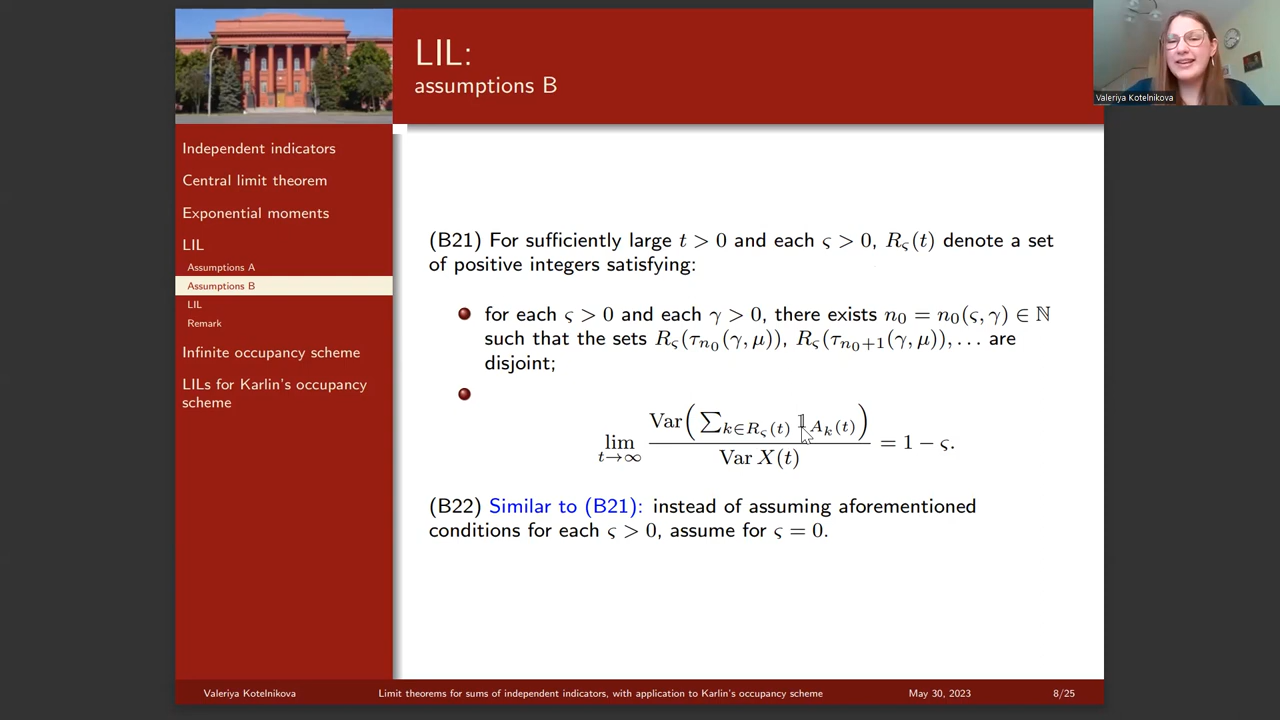 LIL:
assumptions B
Valeriya Kotelnikova
Independent indicators
Central limit theorem
Exponential moments
LIL
Assumptions A
Assumptions B
LIL
Remark
Infinite occupancy scheme
LILs for Karlin's occupancy
scheme
(B21) For sufficiently large t > 0 and each ς > 0, R_ς(t) denote a set
of positive integers satisfying:
for each ς > 0 and each γ > 0, there exists n₀ = n₀(ς, γ) ∈ ℕ
such that the sets R_ς(τ_{n₀}(γ, μ)), R_ς(τ_{n₀+1}(γ, μ)), . . . are
disjoint;
lim_{t→∞} Var(∑_{k∈R_ς(t)} 𝟙_{A_k(t)}) / Var X(t) = 1 − ς.
(B22) Similar to (B21): instead of assuming aforementioned
conditions for each ς > 0, assume for ς = 0.
Valeriya Kotelnikova
Limit theorems for sums of independent indicators, with application to Karlin's occupancy scheme
May 30, 2023
8/25